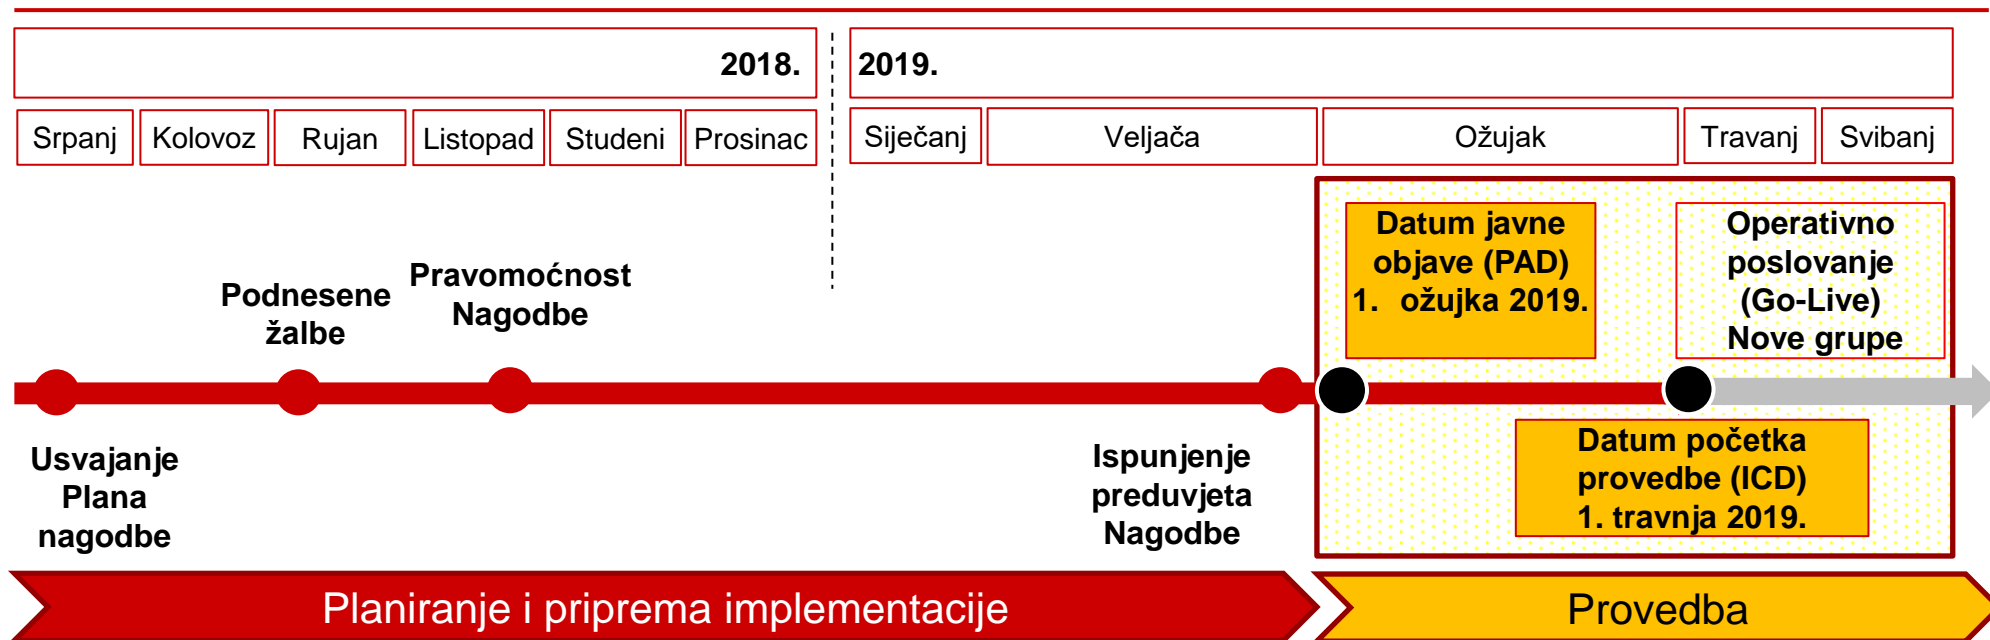 2018.
2019.
Srpanj
Kolovoz
Rujan
Listopad
Studeni
Prosinac
Siječanj
Veljača
Ožujak
Travanj
Svibanj
Podnesene
žalbe
Pravomoćnost
Nagodbe
Datum javne
objave (PAD)
1. ožujka 2019.
Operativno
poslovanje
(Go-Live)
Nove grupe
Usvajanje
Plana
nagodbe
Ispunjenje
preduvjeta
Nagodbe
Datum početka
provedbe (ICD)
1. travnja 2019.
Planiranje i priprema implementacije
Provedba